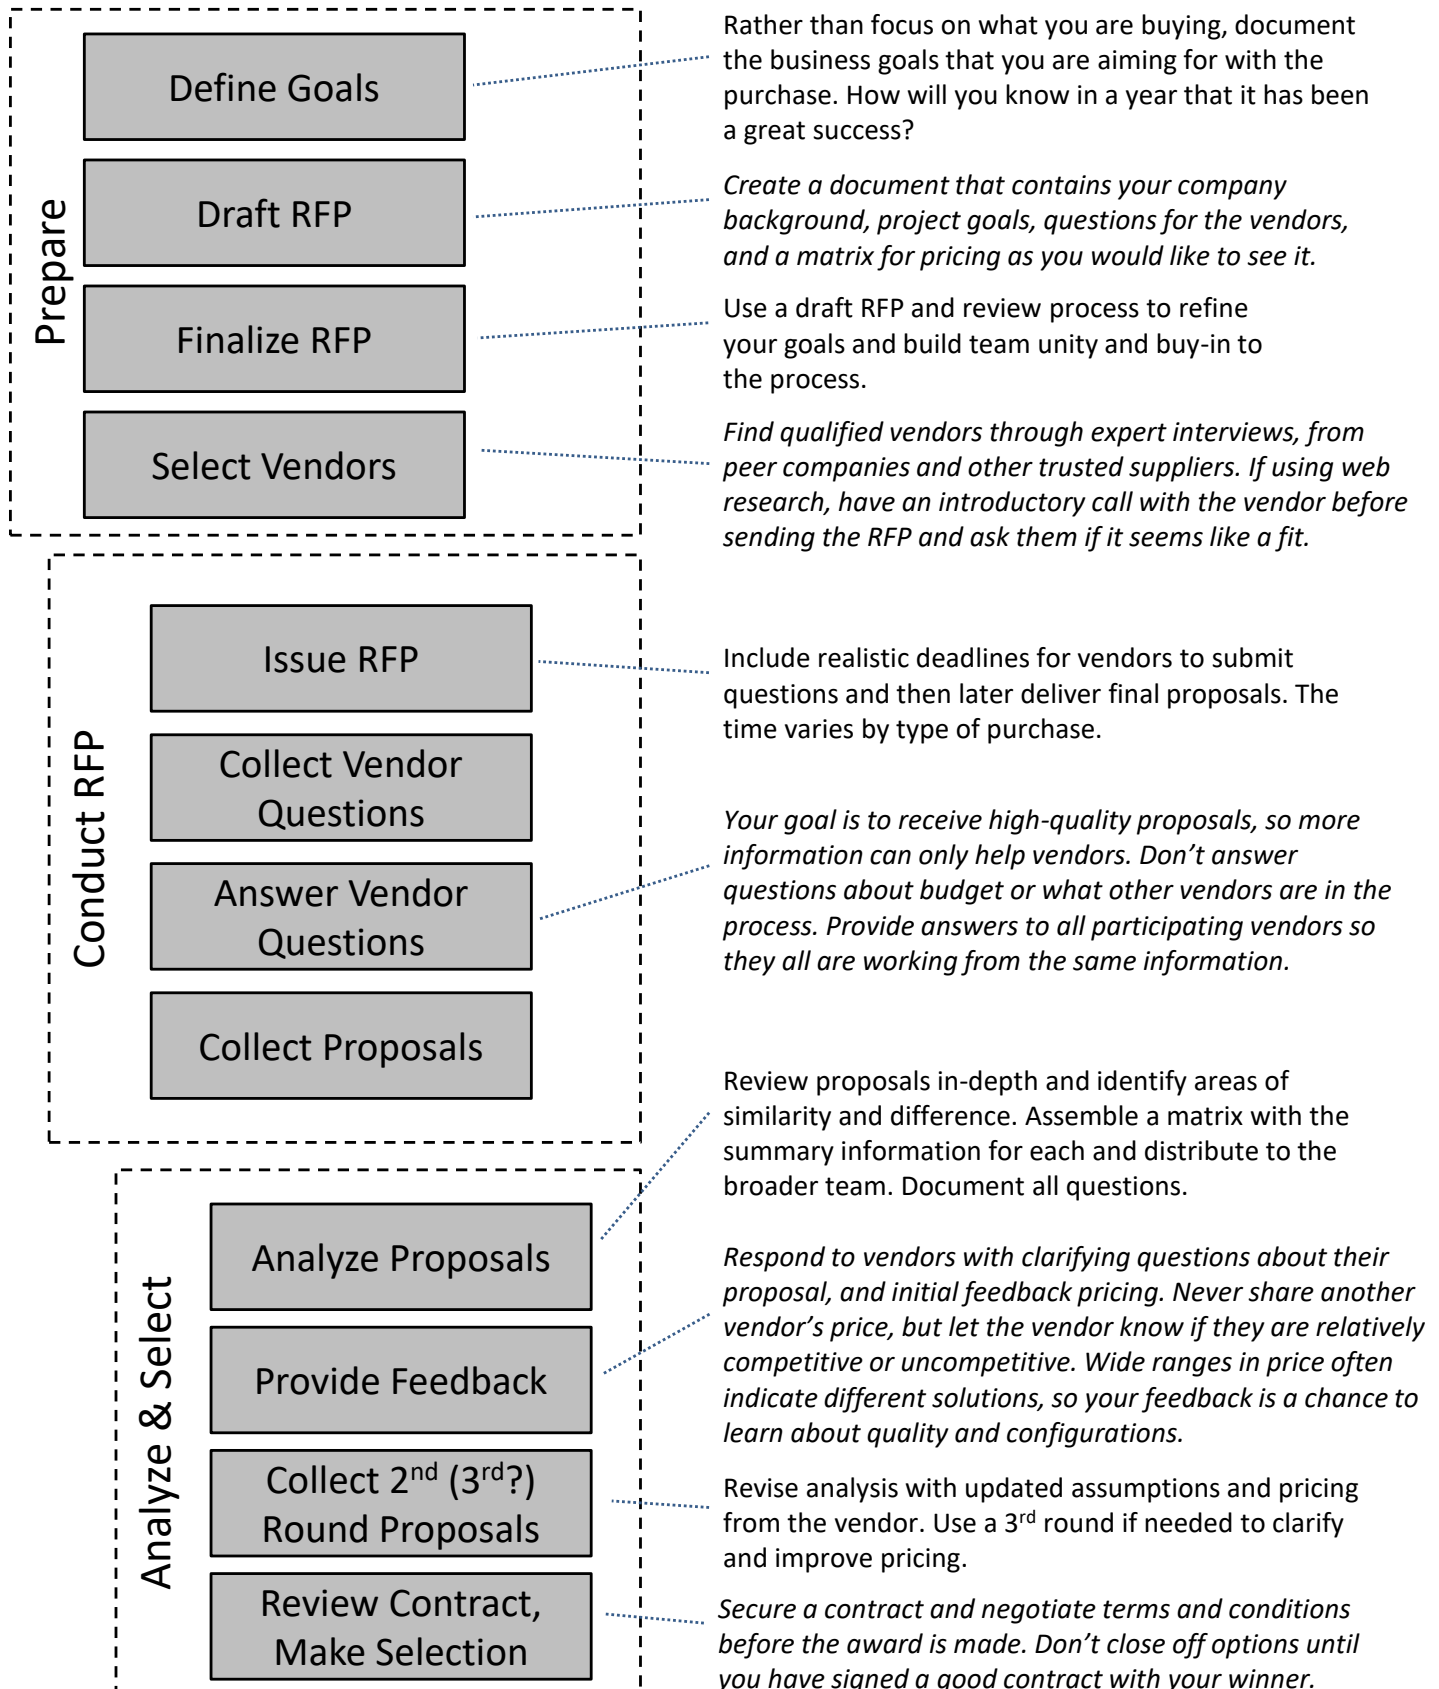 Prepare
Define Goals
Rather than focus on what you are buying, document
the business goals that you are aiming for with the
purchase. How will you know in a year that it has been
a great success?
Draft RFP
Create a document that contains your company
background, project goals, questions for the vendors,
and a matrix for pricing as you would like to see it.
Finalize RFP
Use a draft RFP and review process to refine
your goals and build team unity and buy-in to
the process.
Select Vendors
Find qualified vendors through expert interviews, from
peer companies and other trusted suppliers. If using web
research, have an introductory call with the vendor before
sending the RFP and ask them if it seems like a fit.
Conduct RFP
Issue RFP
Include realistic deadlines for vendors to submit
questions and then later deliver final proposals. The
time varies by type of purchase.
Collect Vendor
Questions
Answer Vendor
Questions
Your goal is to receive high-quality proposals, so more
information can only help vendors. Don’t answer
questions about budget or what other vendors are in the
process. Provide answers to all participating vendors so
they all are working from the same information.
Collect Proposals
Analyze & Select
Analyze Proposals
Review proposals in-depth and identify areas of
similarity and difference. Assemble a matrix with the
summary information for each and distribute to the
broader team. Document all questions.
Provide Feedback
Respond to vendors with clarifying questions about their
proposal, and initial feedback pricing. Never share another
vendor’s price, but let the vendor know if they are relatively
competitive or uncompetitive. Wide ranges in price often
indicate different solutions, so your feedback is a chance to
learn about quality and configurations.
Collect 2nd (3rd?)
Round Proposals
Revise analysis with updated assumptions and pricing
from the vendor. Use a 3rd round if needed to clarify
and improve pricing.
Review Contract,
Make Selection
Secure a contract and negotiate terms and conditions
before the award is made. Don’t close off options until
you have signed a good contract with your winner.